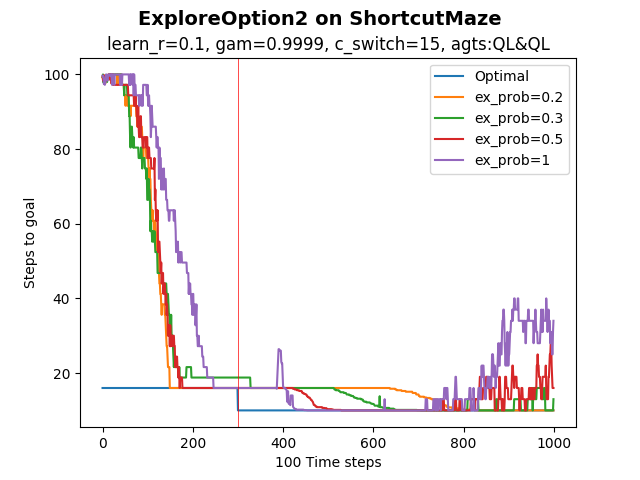 ExploreOption2 on ShortcutMaze
learn_r=0.1, gam=0.9999, c_switch=15, agts:QL&QL
Optimal
ex_prob=0.2
ex_prob=0.3
ex_prob=0.5
ex_prob=1
Steps to goal
100
80
60
40
20
0
200
400
600
800
1000
100 Time steps